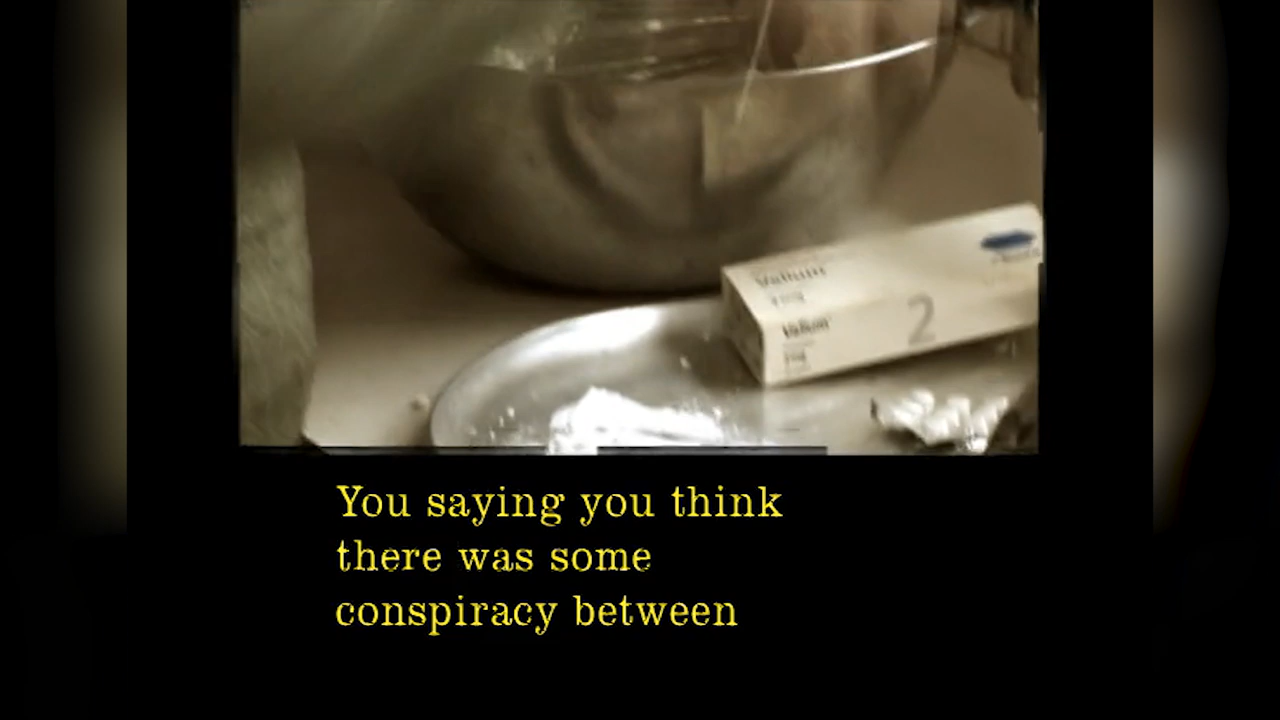 Valium
Valium
2
You saying you think
there was some
conspiracy between